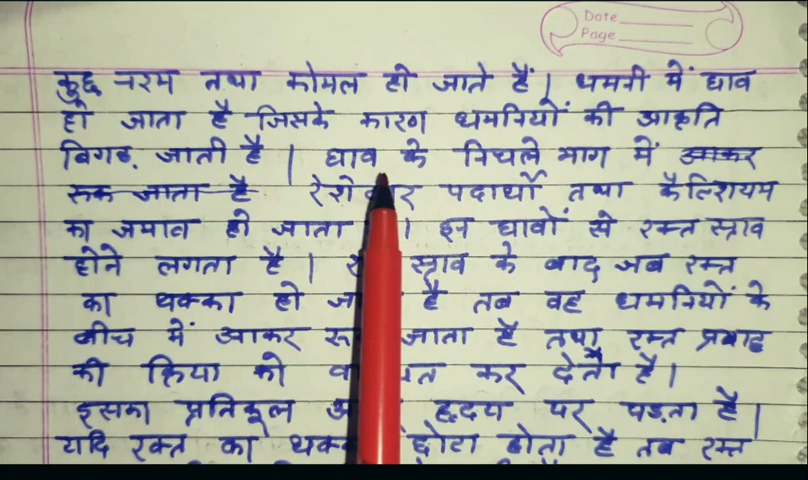 Date
Page
कुछ नरम तथा कोमल हो जाते हैं। धमनी में घाव
हो जाता है जिसके कारण धमनियों की आकृति
बिगड़ जाती है। घाव के निचले भाग में आकर
रूक जाता है रेशेदार पदार्थों तथा कैल्शियम
का जमाव हो जाता । इन घावों से रक्त स्त्राव
होने लगता है। स्त्राव के बाद जब रक्त
का थक्का हो है तब वह धमनियों के
बीच में आकर जाता है तथा रक्त प्रवाह
की क्रिया को कर देता है।
इसका प्रतिकूल हृदय पर पड़ता है।
यदि रक्त का छोटा होता है तब रक्त